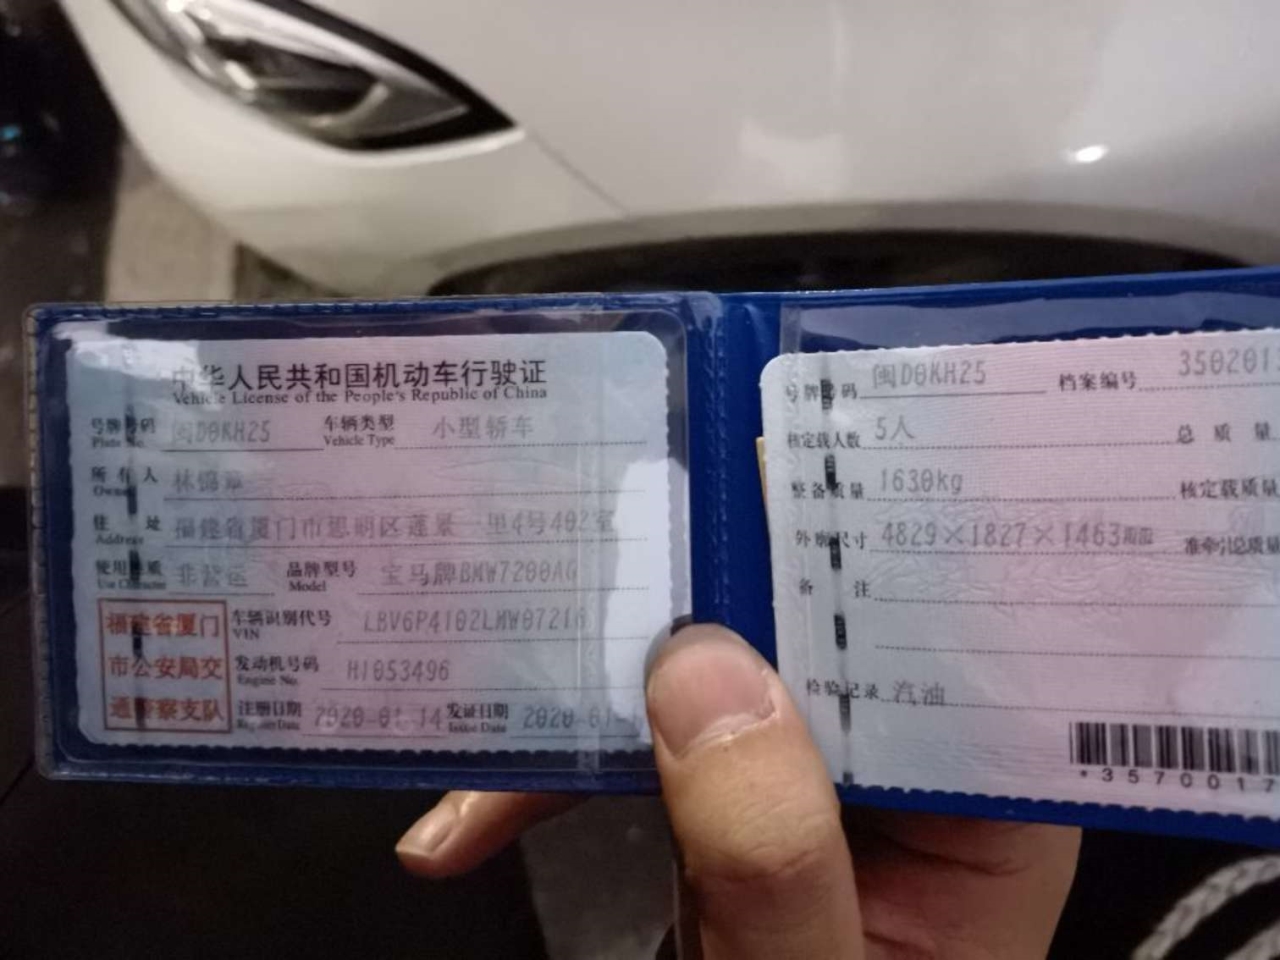 中华人民共和国机动车行驶证
Vehicle License of the People's Republic of China
号牌号码 闽D0KH25 车辆类型 小型轿车
Plate No. Vehicle Type
所有人
Owner
住址 福建省厦门市思明区莲景一里4号402室
Address
使用性质 非营运 品牌型号 宝马牌BMW7200AG
Use Character Model
福建省厦门
市公安局交
通警察支队
车辆识别代号
VIN
发动机号码 H1053496
Engine No.
注册日期 2020-01-14 发证日期 2020-01-1
Register Date Issue Date
号牌号码 闽D0KH25 档案编号 350201
核定载人数 5人 总质量
整备质量 1630kg 核定载质量
外廓尺寸 4829×1827×1463mm 准牵引总质量
备注
检验记录 汽油
*3570017